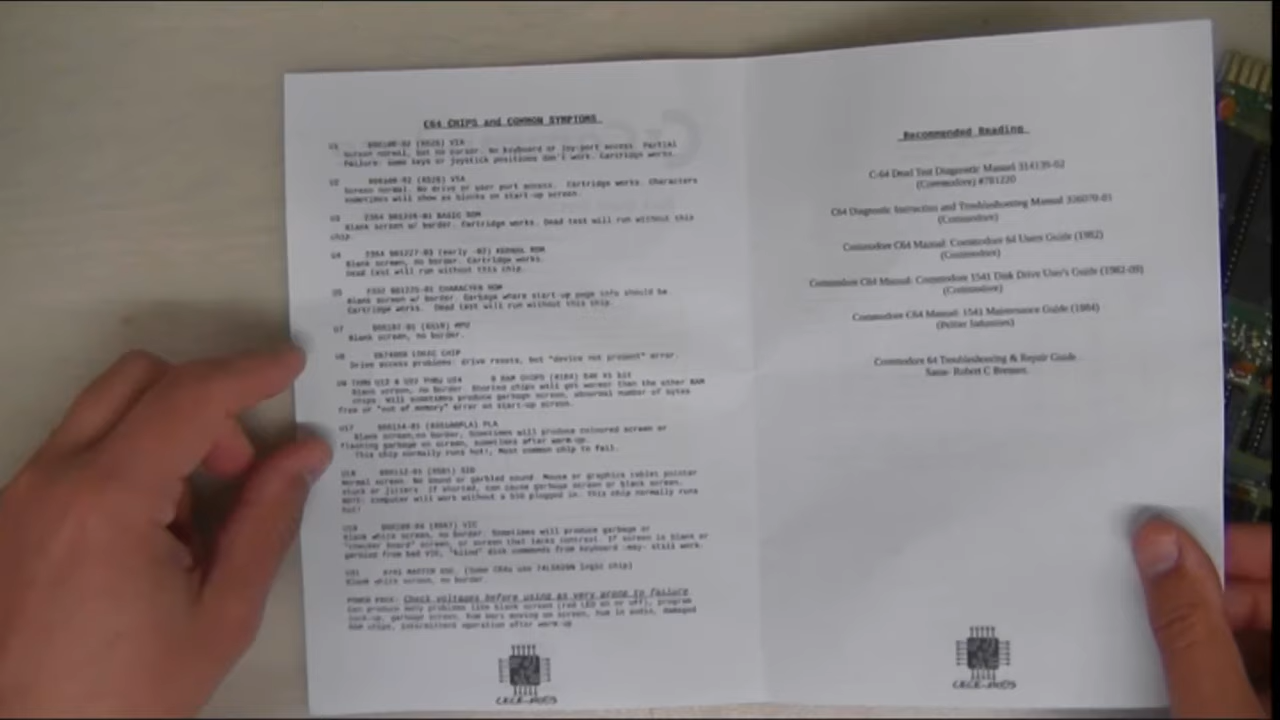 C64 CHIPS and COMMON SYMPTOMS
U1 906108-02 (6526) VIA
Screen normal, but no cursor. No keyboard or joy-port access. Partial
Failure: some keys or joystick positions don't work. Cartridge works.
U2 (6526) VIA
Screen normal. No drive or user port access. Cartridge works. Characters
sometimes will show as blocks on start-up screen.
U3 2364 901226-01 BASIC ROM
Blank screen w/ border. Cartridge works. Dead test will run without this
chip.
U4 2364 901227-03 (early -02) KERNAL ROM
Blank screen, no border. Cartridge works.
Dead test will run without this chip.
U5 2332 901225-01 CHARACTER ROM
Blank screen w/ border. Garbage where start-up page info should be.
Cartridge works. Dead test will run without this chip.
U7 (6510) MPU
Blank screen, no border.
U8 LOGIC CHIP
Drive access problems: drive resets, but "device not present" error.
U9 THRU U12 & U21 THRU U24 8 RAM CHIPS (4164) 64K X1 bit
Blank screen, no border. Shorted chips will get warmer than the other RAM
chips. Will sometimes produce garbage screen, abnormal number of bytes
free or "out of memory" error on start-up screen.
U17 PLA
Blank screen,no border, Sometimes will produce coloured screen or
flashing garbage on screen, sometimes after warm-up.
This chip normally runs hot!, Most common chip to fail.
U18 (6581) SID
Normal screen. No sound or garbled sound. Mouse or graphics tablet pointer
stuck or jitters. If shorted, can cause garbage screen or black screen.
NOTE: computer will work without a SID plugged in. This chip normally runs
hot!
U19 (6567) VIC
Blank white screen, no border. Sometimes will produce garbage or
"checker board" screen, or screen that lacks contrast. If screen is blank or
garbled from bad VIC, "blind" disk commands from keyboard -may- still work.
U31 (Some C64s use 74LS629N logic chip)
Blank white screen, no border.
POWER PACK: Check voltages before using as very prone to failure
Can produce many problems like blank screen (red LED on or off), program
lock-up, garbage screen, hum bars moving on screen, hum in audio, damaged
RAM chips, intermittent operation after warm-up
Recommended Reading
C-64 Dead Test Diagnostic Manual 314139-02
(Commodore) #781220
C64 Diagnostic Instruction and Troubleshooting Manual 326070-01
(Commodore)
Commodore C64 Manual: Commodore 64 Users Guide (1982)
(Commodore)
Commodore C64 Manual: Commodore 1541 Disk Drive User's Guide (1982-09)
(Commodore)
Commodore C64 Manual: 1541 Maintenance Guide (1984)
(Peltier Industries)
Commodore 64 Troubleshooting & Repair Guide
Sams- Robert C Brenner.